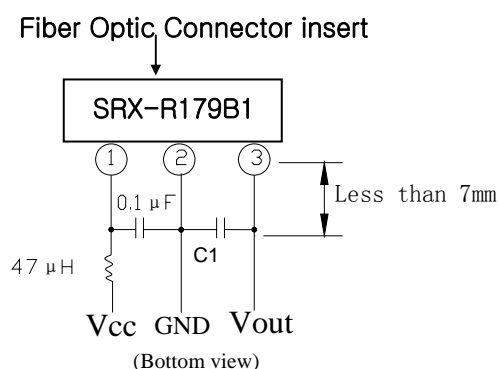 Fiber Optic Connector insert
SRX-R179B1
1 2 3
0.1 μF
Less than 7mm
C1
47 μH
Vcc GND Vout
(Bottom view)